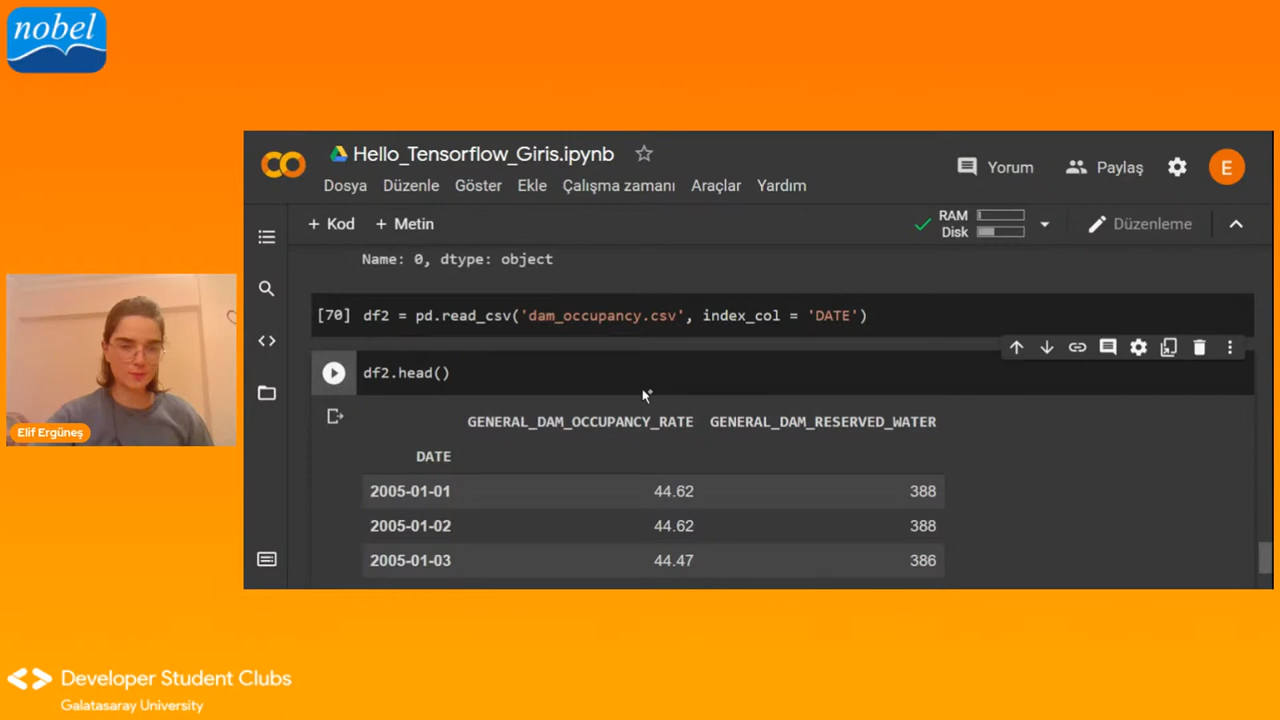 nobel
Hello_Tensorflow_Giris.ipynb
Dosya Düzenle Göster Ekle Çalışma zamanı Araçlar Yardım
Yorum Paylaş E
+ Kod + Metin
RAM
Disk
Düzenleme
Name: 0, dtype: object
[70] df2 = pd.read_csv('dam_occupancy.csv', index_col = 'DATE')
df2.head()
GENERAL_DAM_OCCUPANCY_RATE GENERAL_DAM_RESERVED_WATER
DATE
2005-01-01 44.62 388
2005-01-02 44.62 388
2005-01-03 44.47 386
Elif Ergüneş
Developer Student Clubs
Galatasaray University